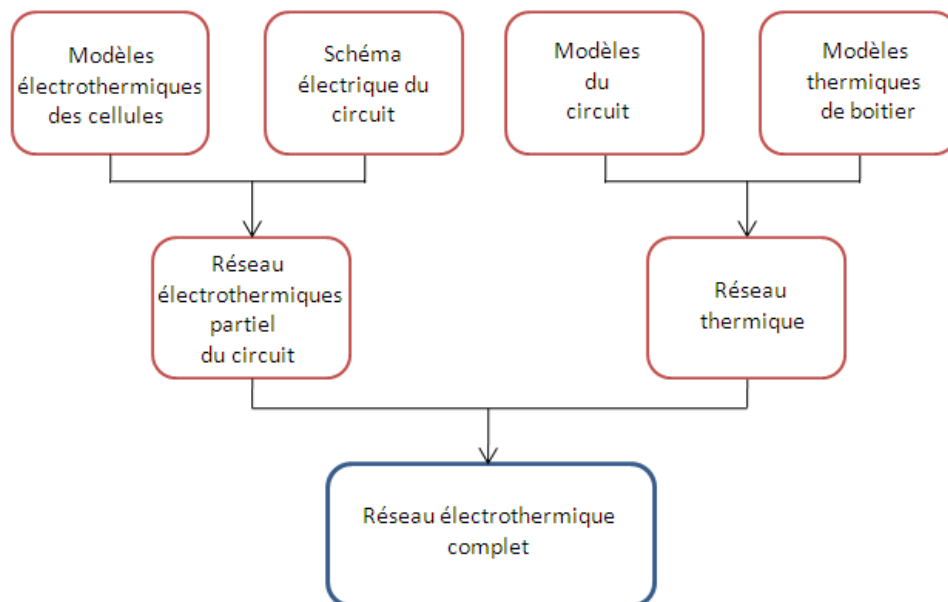 Modèles
électrothermiques
des cellules
Schéma
électrique du
circuit
Modèles
du
circuit
Modèles
thermiques
de boitier
Réseau
électrothermiques
partiel
du circuit
Réseau
thermique
Réseau électrothermique
complet